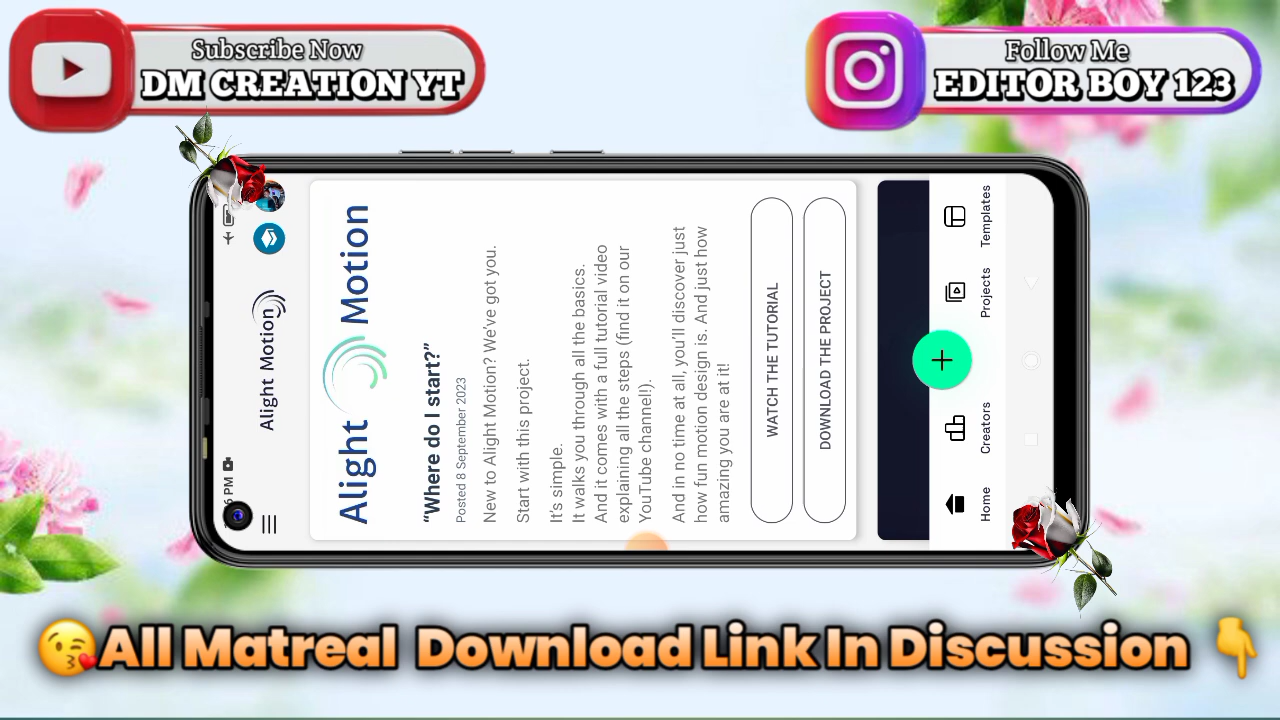 Subscribe Now
DM CREATION YT
Follow Me
EDITOR BOY 123
6 PM
Alight Motion
Alight Motion
“Where do I start?”
Posted 8 September 2023
New to Alight Motion? We’ve got you.
Start with this project.
It's simple.
It walks you through all the basics.
And it comes with a full tutorial video
explaining all the steps (find it on our
YouTube channel!).
And in no time at all, you’ll discover just
how fun motion design is. And just how
amazing you are at it!
WATCH THE TUTORIAL
DOWNLOAD THE PROJECT
Home
Creators
Projects
Templates
All Matreal Download Link In Discussion